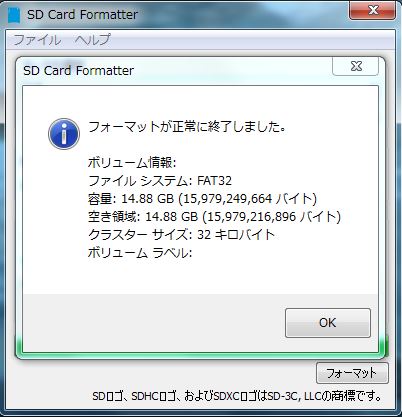 SD Card Formatter
ファイル ヘルプ
SD Card Formatter
フォーマットが正常に終了しました。
ボリューム情報:
ファイル システム: FAT32
容量: 14.88 GB (15,979,249,664 バイト)
空き領域: 14.88 GB (15,979,216,896 バイト)
クラスター サイズ: 32 キロバイト
ボリューム ラベル:
OK
フォーマット
SDロゴ、SDHCロゴ、およびSDXCロゴはSD-3C, LLCの商標です。